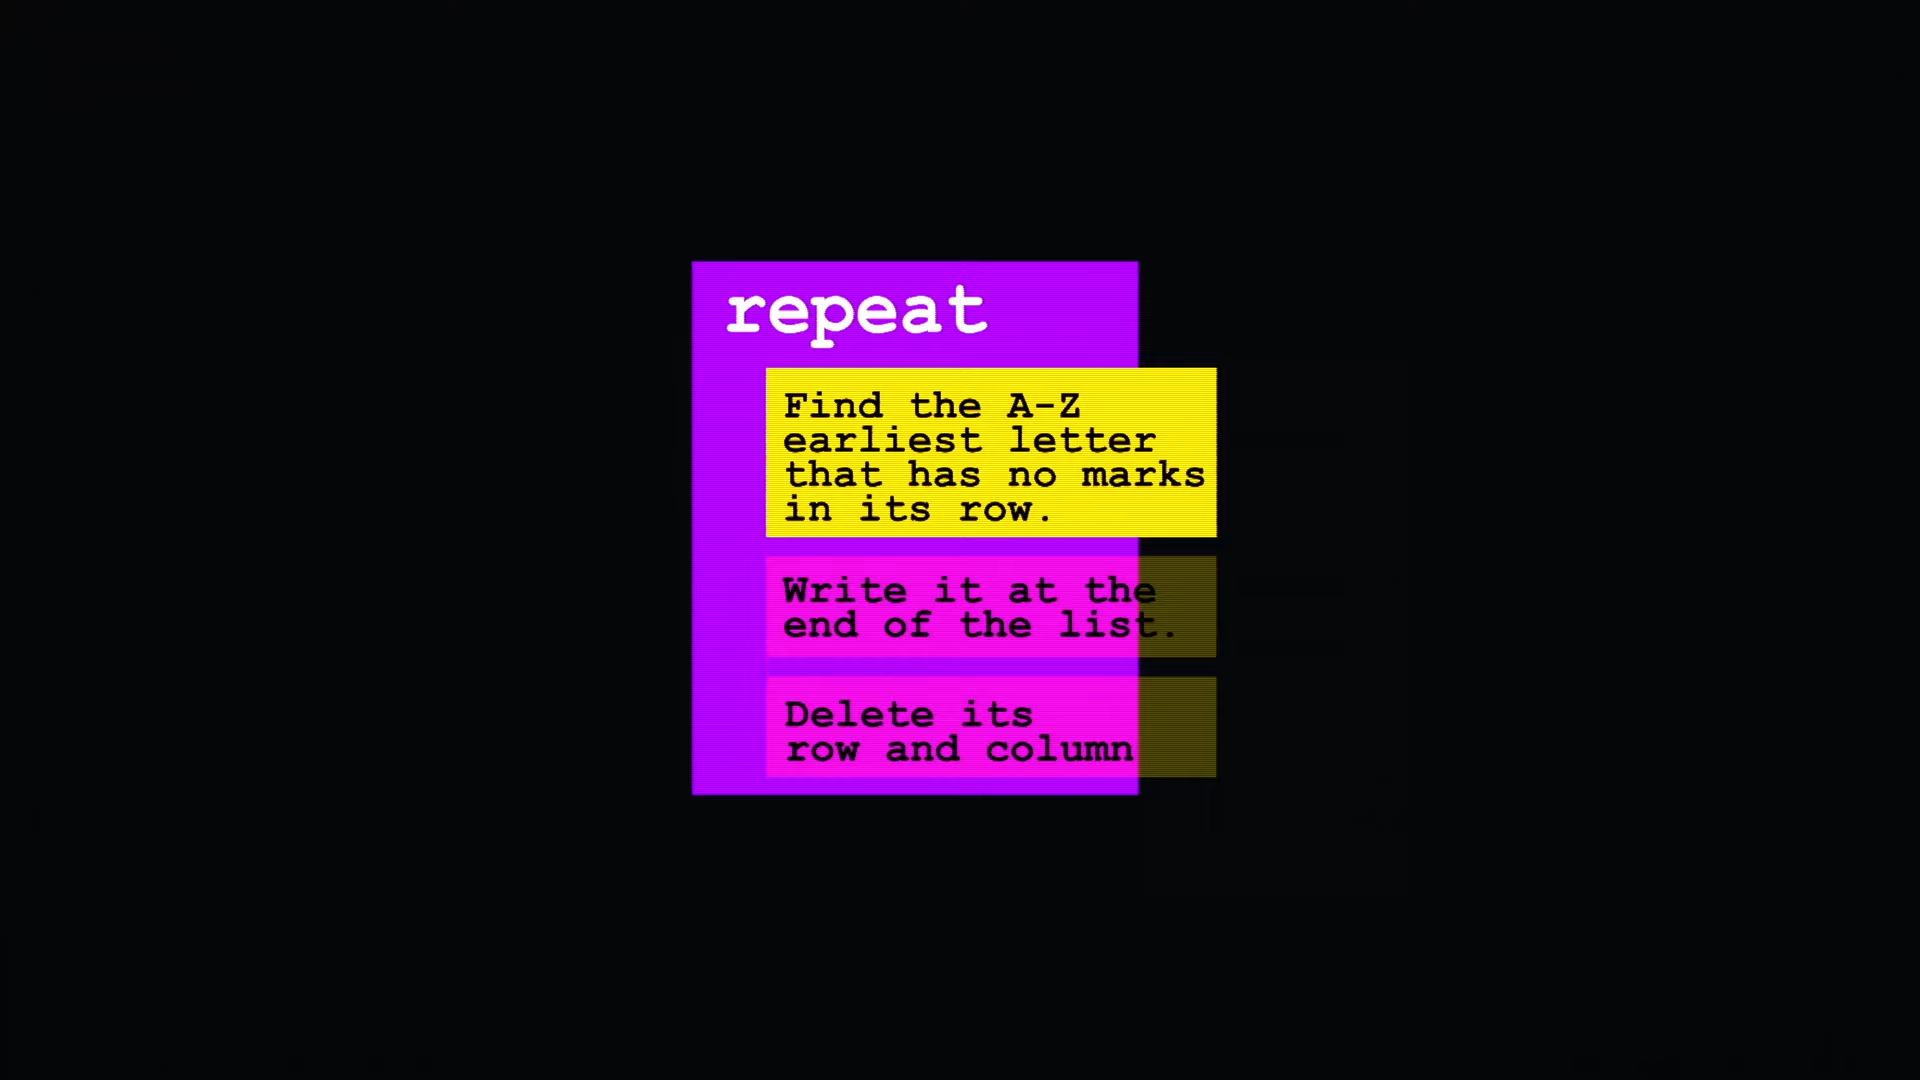 repeat
Find the A-Z
earliest letter
that has no marks
in its row.
Write it at the
end of the list.
Delete its
row and column